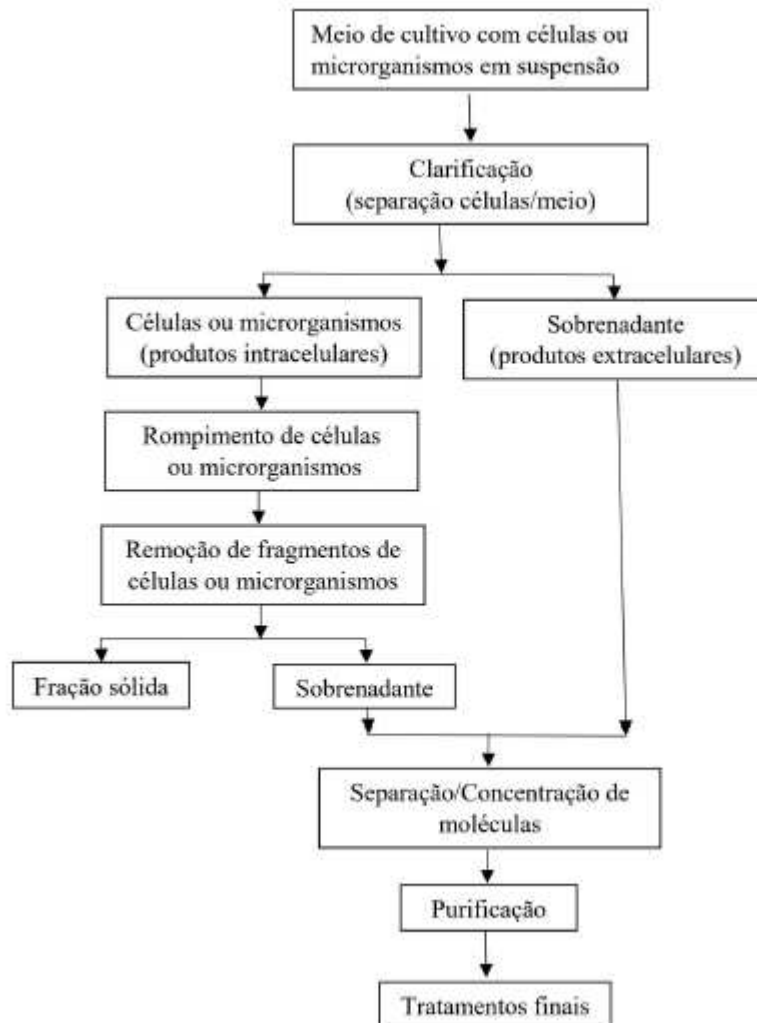 Meio de cultivo com células ou
microrganismos em suspensão
Clarificação
(separação células/meio)
Células ou microrganismos
(produtos intracelulares)
Sobrenadante
(produtos extracelulares)
Rompimento de células
ou microrganismos
Remoção de fragmentos de
células ou microrganismos
Fração sólida
Sobrenadante
Separação/Concentração de
moléculas
Purificação
Tratamentos finais